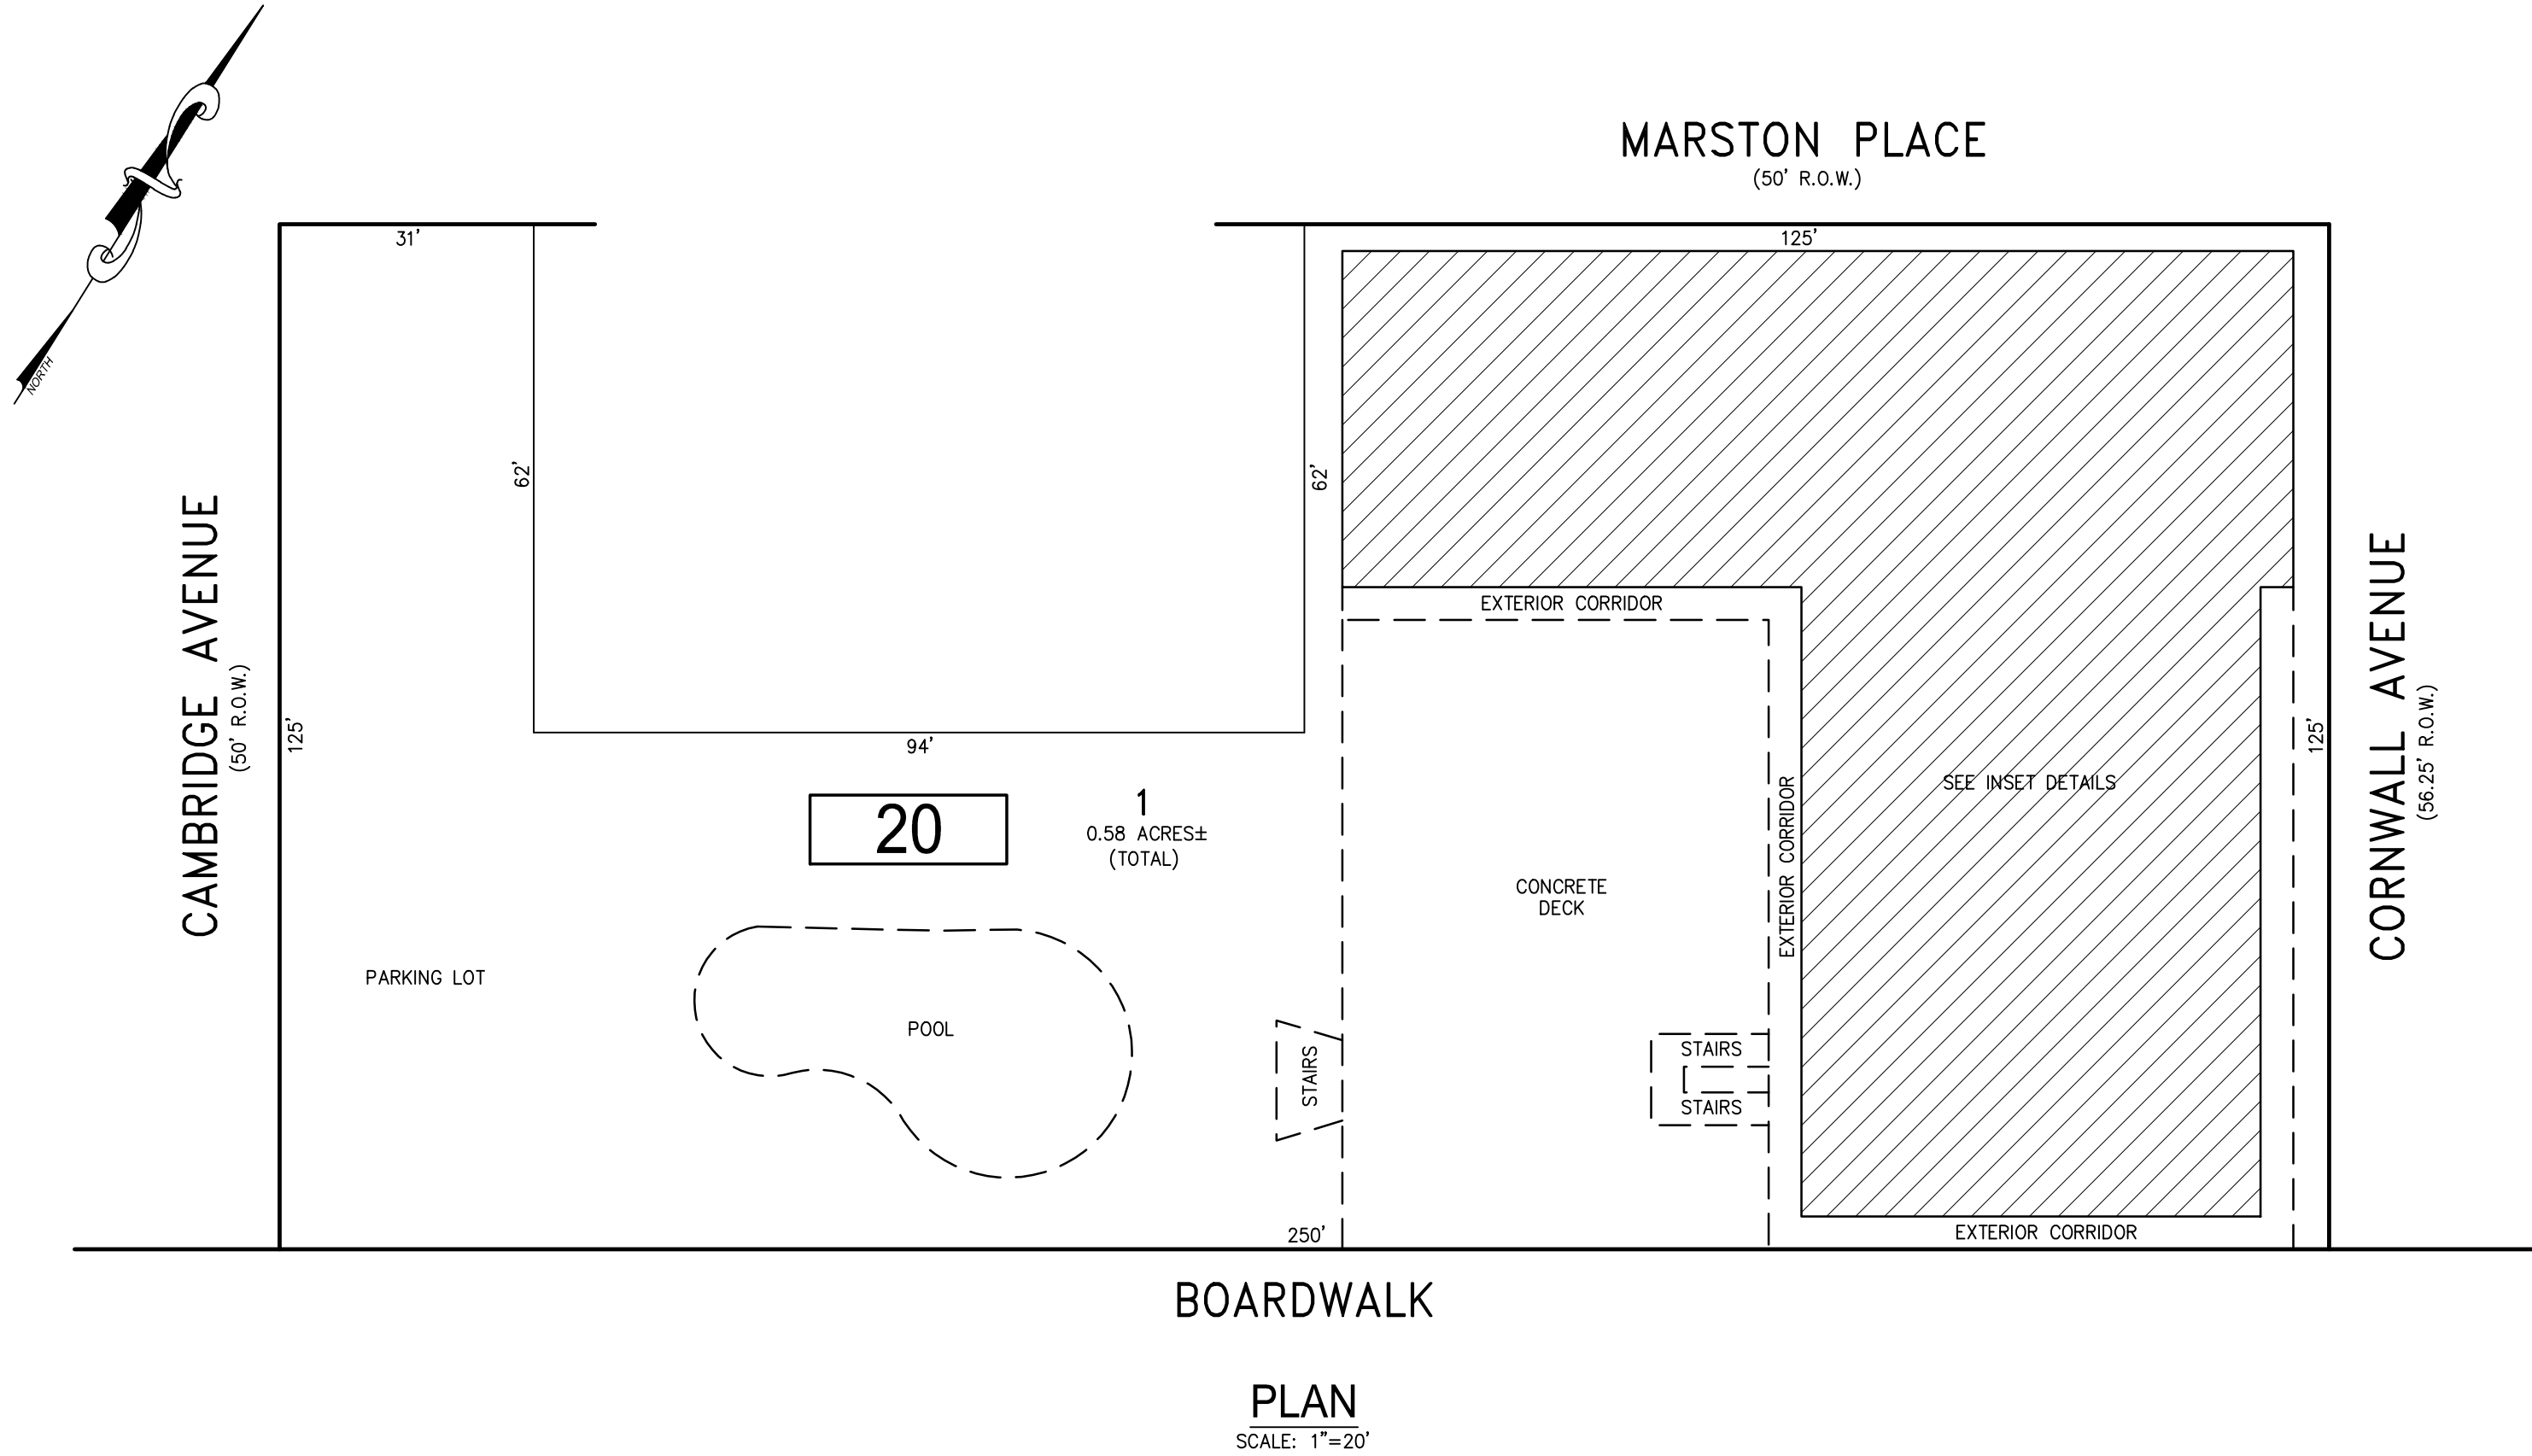 NORTH
MARSTON PLACE
(50' R.O.W.)
31'
125'
62'
62'
EXTERIOR CORRIDOR
CAMBRIDGE AVENUE
(50' R.O.W.)
125'
94'
20
1
0.58 ACRES±
(TOTAL)
CONCRETE
DECK
EXTERIOR CORRIDOR
SEE INSET DETAILS
125'
CORNWALL AVENUE
(56.25' R.O.W.)
PARKING LOT
POOL
STAIRS
STAIRS
STAIRS
250'
EXTERIOR CORRIDOR
BOARDWALK
PLAN
SCALE: 1"=20'